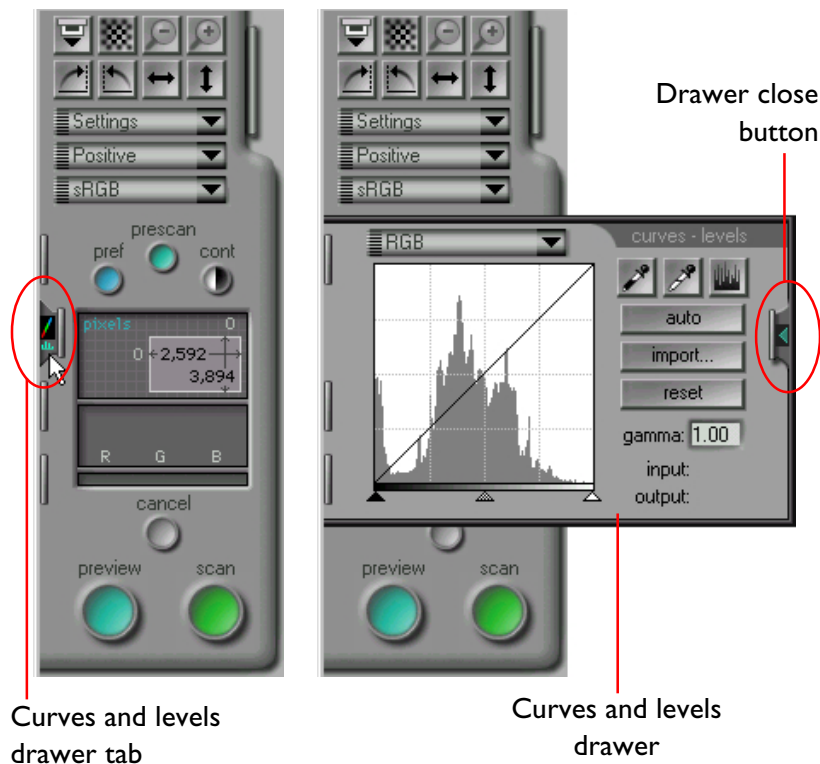 Settings
Positive
sRGB
prescan
pref
cont
pixels
0
0
2,592
3,894
R G B
cancel
preview
scan
Curves and levels
drawer tab
Settings
Positive
sRGB
Drawer close
button
RGB
curves - levels
auto
import...
reset
gamma: 1.00
input:
output:
preview
scan
Curves and levels
drawer